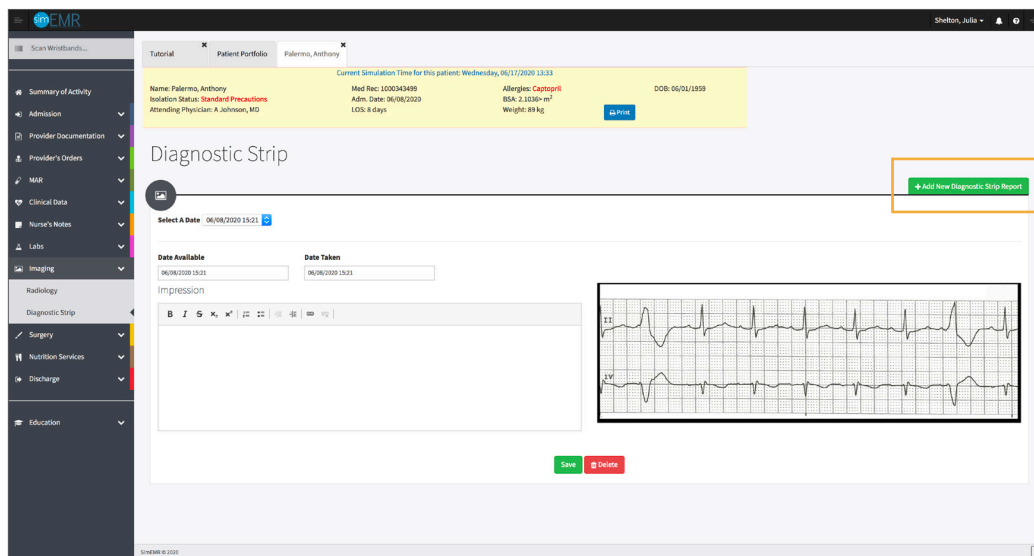 simEMR
Shelton, Julia
Scan Wristbands...
Summary of Activity
Admission
Provider Documentation
Provider's Orders
MAR
Clinical Data
Nurse's Notes
Labs
Imaging
Radiology
Diagnostic Strip
Surgery
Nutrition Services
Discharge
Education
Tutorial Patient Portfolio Palermo, Anthony
Current Simulation Time for this patient: Wednesday, 06/17/2020 13:33
Name: Palermo, Anthony Med Rec: 1000343499 Allergies: Captopril DOB: 06/01/1959
Isolation Status: Standard Precautions Adm. Date: 06/08/2020 BSA: 2.1036> m²
Attending Physician: A Johnson, MD LOS: 8 days Weight: 89 kg Print
Diagnostic Strip
+ Add New Diagnostic Strip Report
Select A Date 06/08/2020 15:21
Date Available Date Taken
06/08/2020 15:21 06/08/2020 15:21
Impression
B I S x₂ x²
II
1V
Save Delete
SimEMR © 2020